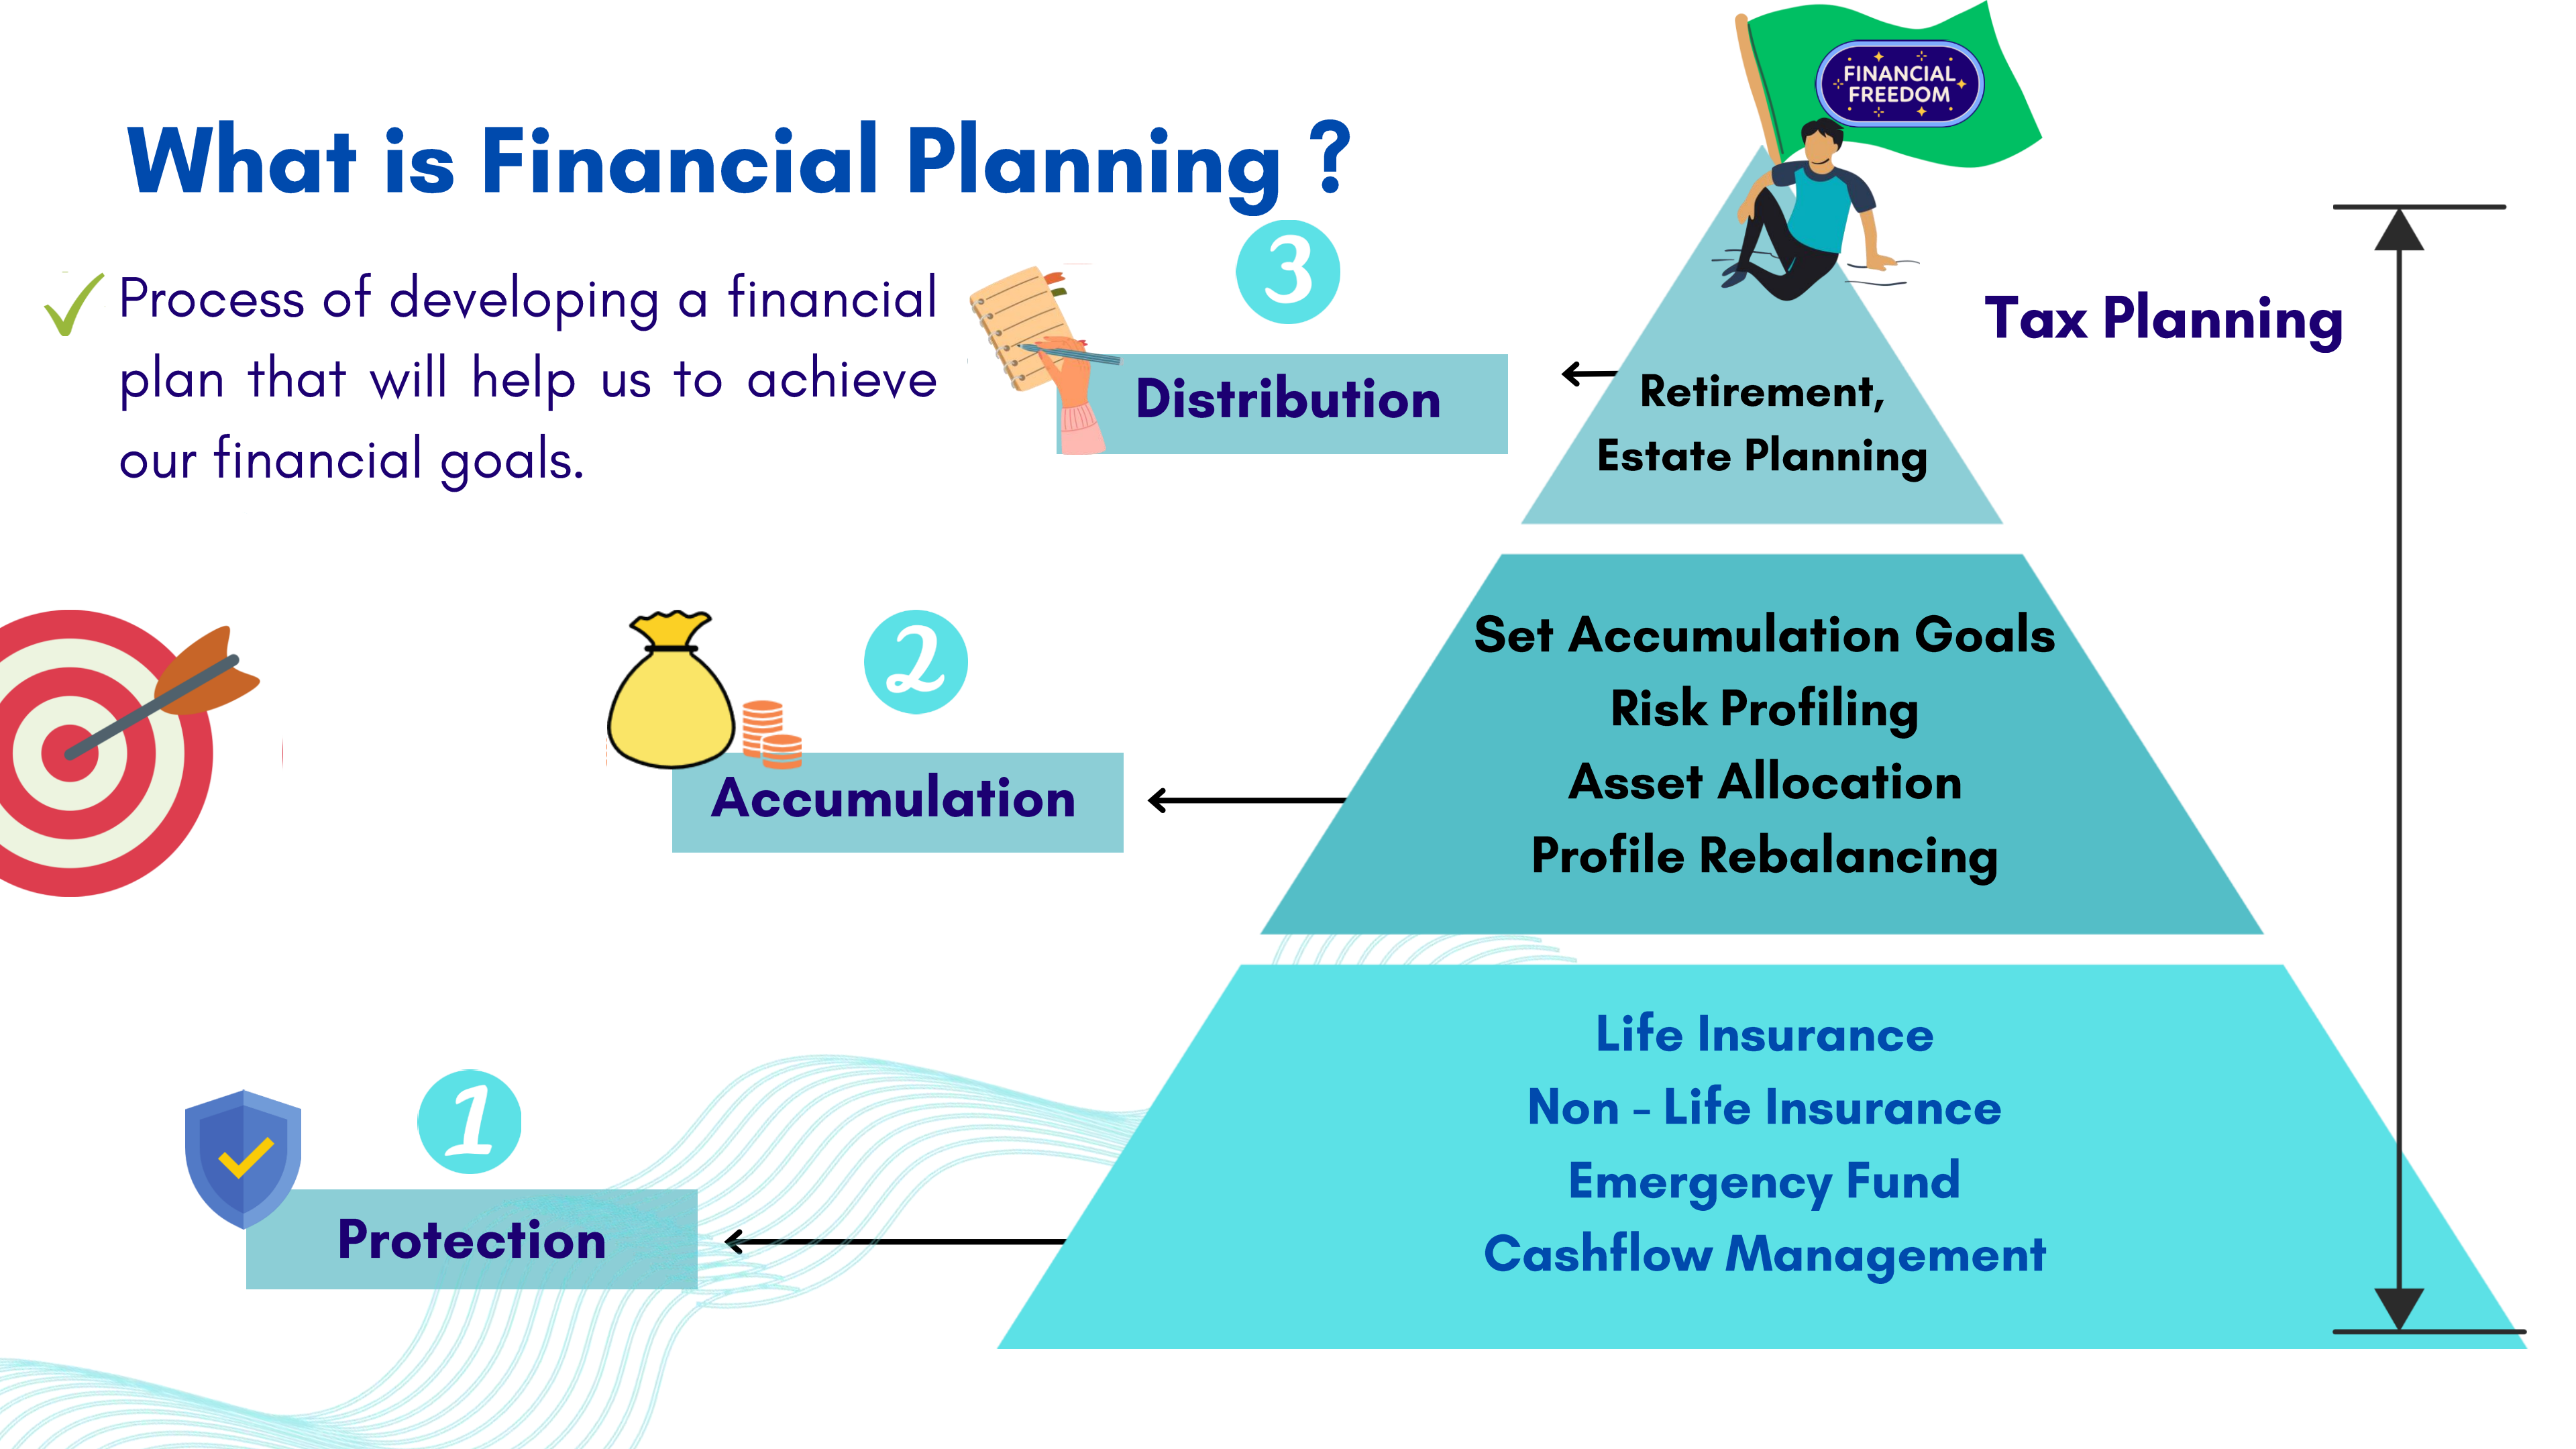 FINANCIAL
FREEDOM
What is Financial Planning ?
Process of developing a financial
plan that will help us to achieve
our financial goals.
3
Distribution
Tax Planning
Retirement,
Estate Planning
2
Accumulation
Set Accumulation Goals
Risk Profiling
Asset Allocation
Profile Rebalancing
1
Protection
Life Insurance
Non - Life Insurance
Emergency Fund
Cashflow Management